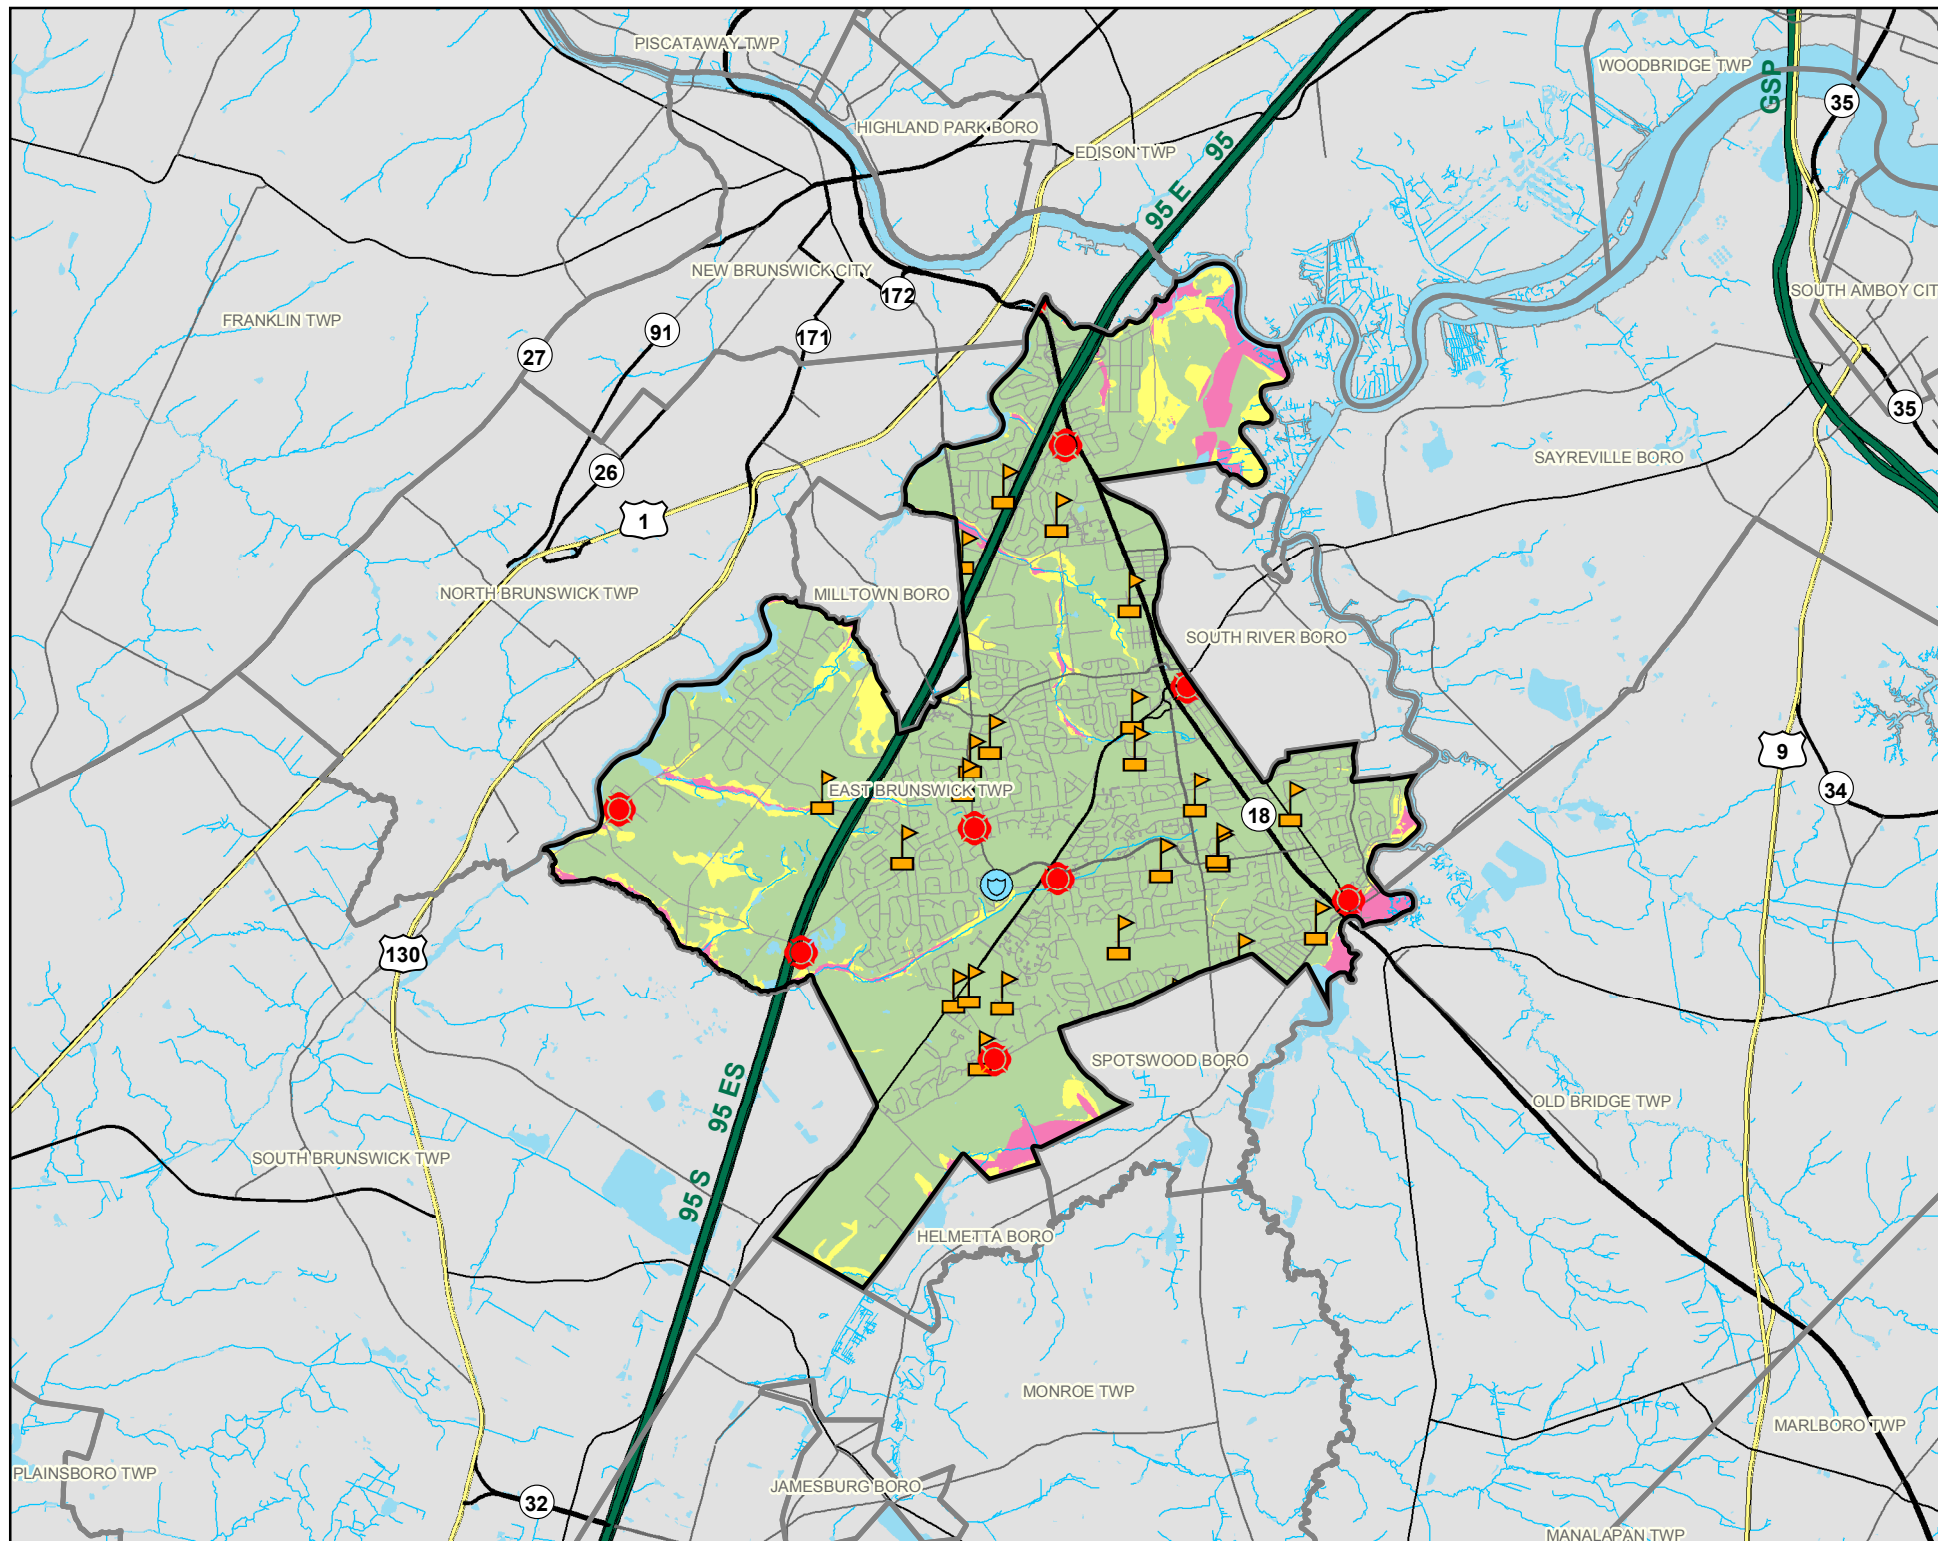 PISCATAWAY TWP
WOODBRIDGE TWP
GSP
35
HIGHLAND PARK BORO
EDISON TWP
95
95 E
NEW BRUNSWICK CITY
172
SOUTH AMBOY CIT
FRANKLIN TWP
91
171
27
35
SAYREVILLE BORO
26
1
NORTH BRUNSWICK TWP
MILLTOWN BORO
SOUTH RIVER BORO
9
EAST BRUNSWICK TWP
34
18
130
SPOTSWOOD BORO
95 ES
OLD BRIDGE TWP
SOUTH BRUNSWICK TWP
95 S
HELMETTA BORO
MONROE TWP
MARLBORO TWP
PLAINSBORO TWP
JAMESBURG BORO
32
MANALAPAN TWP